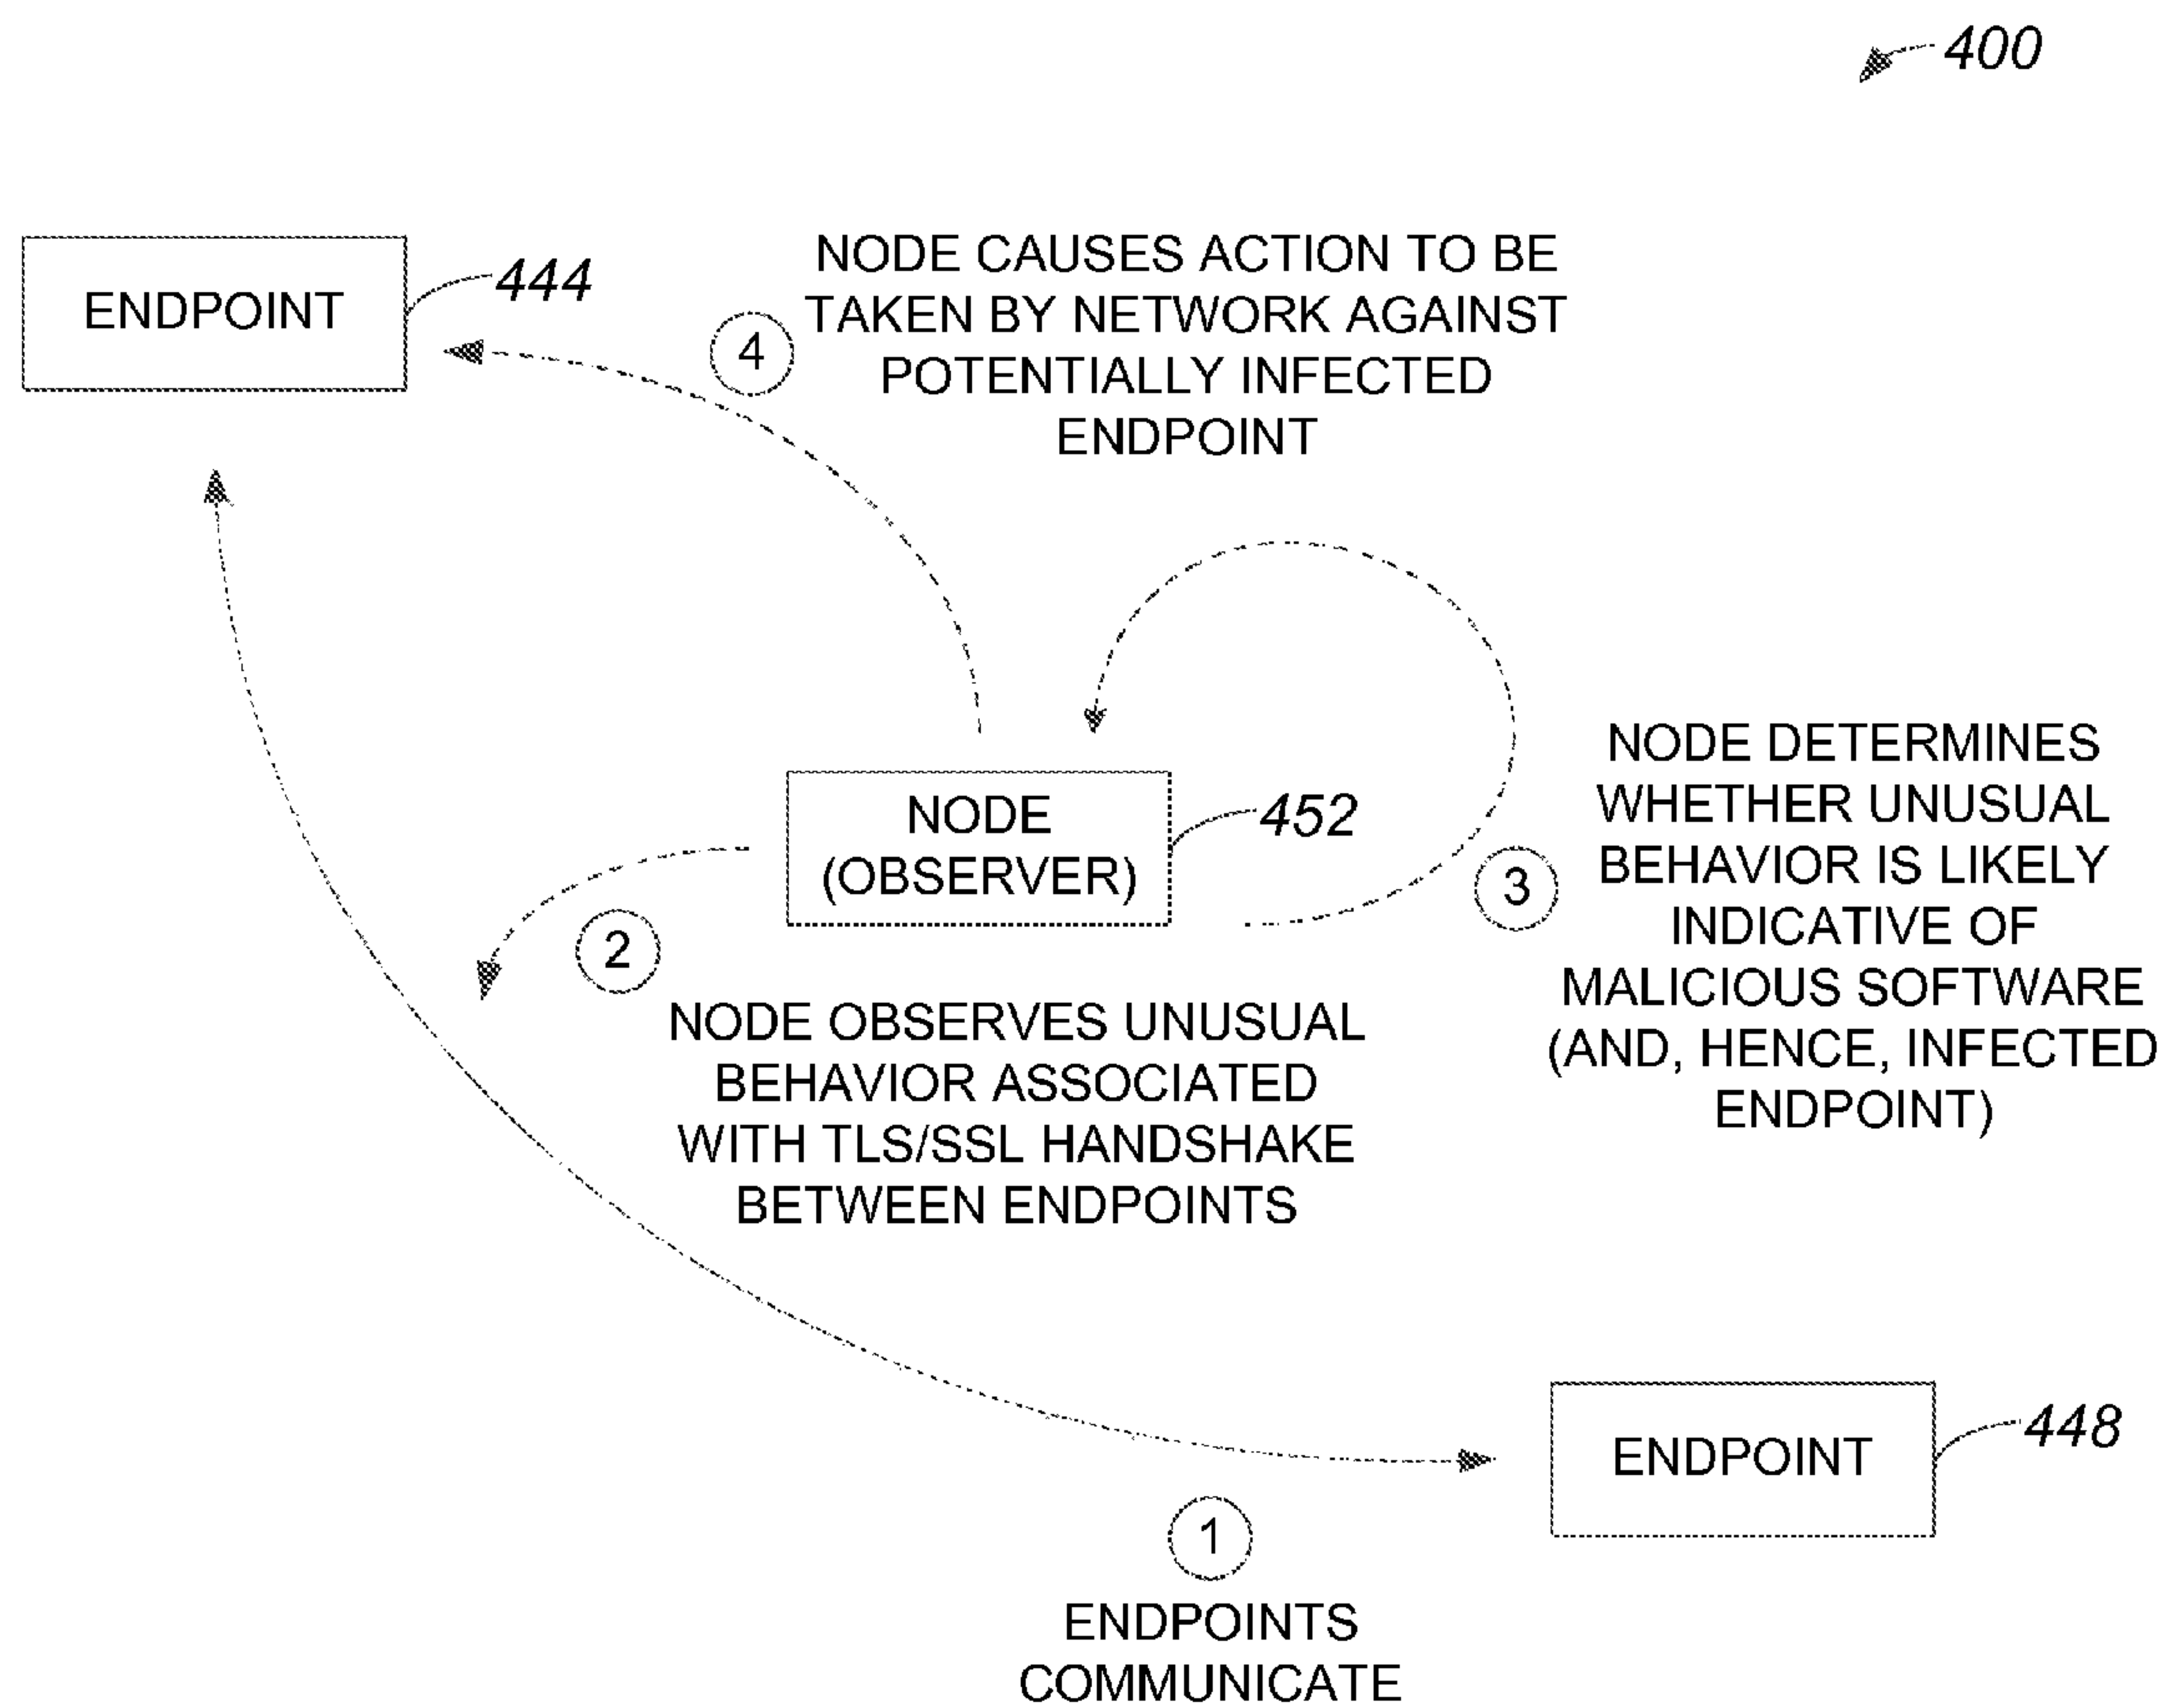 400
ENDPOINT
444
4
NODE CAUSES ACTION TO BE
TAKEN BY NETWORK AGAINST
POTENTIALLY INFECTED
ENDPOINT
NODE
(OBSERVER)
452
3
NODE DETERMINES
WHETHER UNUSUAL
BEHAVIOR IS LIKELY
INDICATIVE OF
MALICIOUS SOFTWARE
(AND, HENCE, INFECTED
ENDPOINT)
2
NODE OBSERVES UNUSUAL
BEHAVIOR ASSOCIATED
WITH TLS/SSL HANDSHAKE
BETWEEN ENDPOINTS
ENDPOINT
448
1
ENDPOINTS
COMMUNICATE